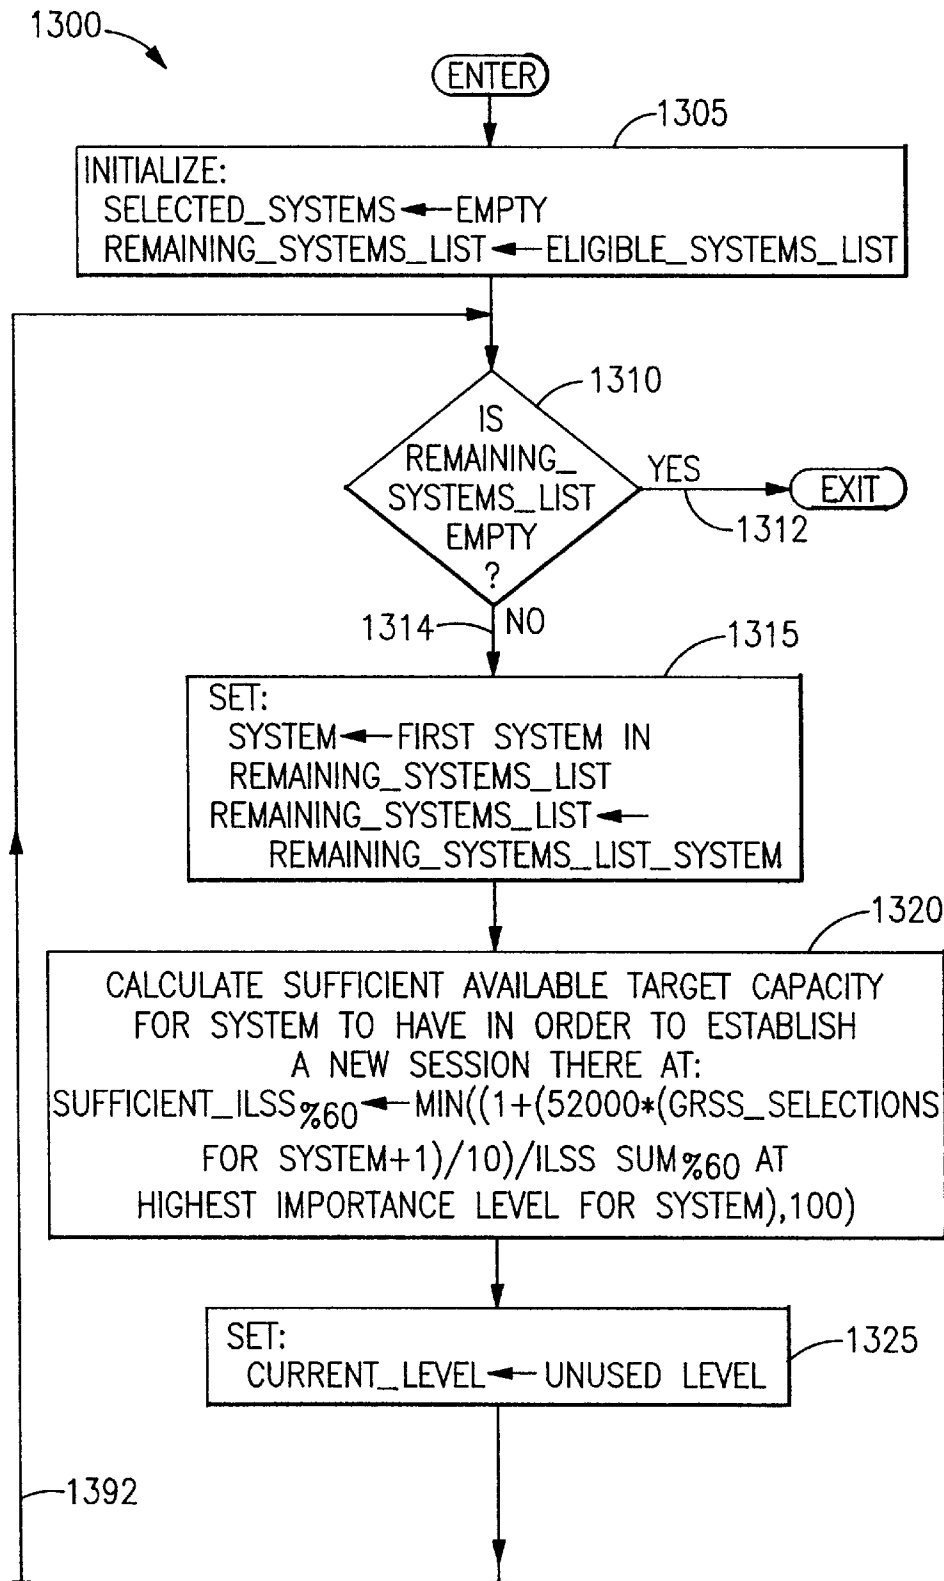 1300
ENTER
1305
INITIALIZE:
SELECTED_SYSTEMS←EMPTY
REMAINING_SYSTEMS_LIST←ELIGIBLE_SYSTEMS_LIST
1310
IS
REMAINING_
SYSTEMS_LIST
EMPTY
?
YES
EXIT
1312
1314
NO
1315
SET:
SYSTEM←FIRST SYSTEM IN
REMAINING_SYSTEMS_LIST
REMAINING_SYSTEMS_LIST←
REMAINING_SYSTEMS_LIST_SYSTEM
1320
CALCULATE SUFFICIENT AVAILABLE TARGET CAPACITY
FOR SYSTEM TO HAVE IN ORDER TO ESTABLISH
A NEW SESSION THERE AT:
SUFFICIENT_ILSS%60←MIN((1+(52000*(GRSS_SELECTIONS
FOR SYSTEM+1)/10)/ILSS SUM%60 AT
HIGHEST IMPORTANCE LEVEL FOR SYSTEM),100)
SET:
CURRENT_LEVEL← UNUSED LEVEL
1325
1392